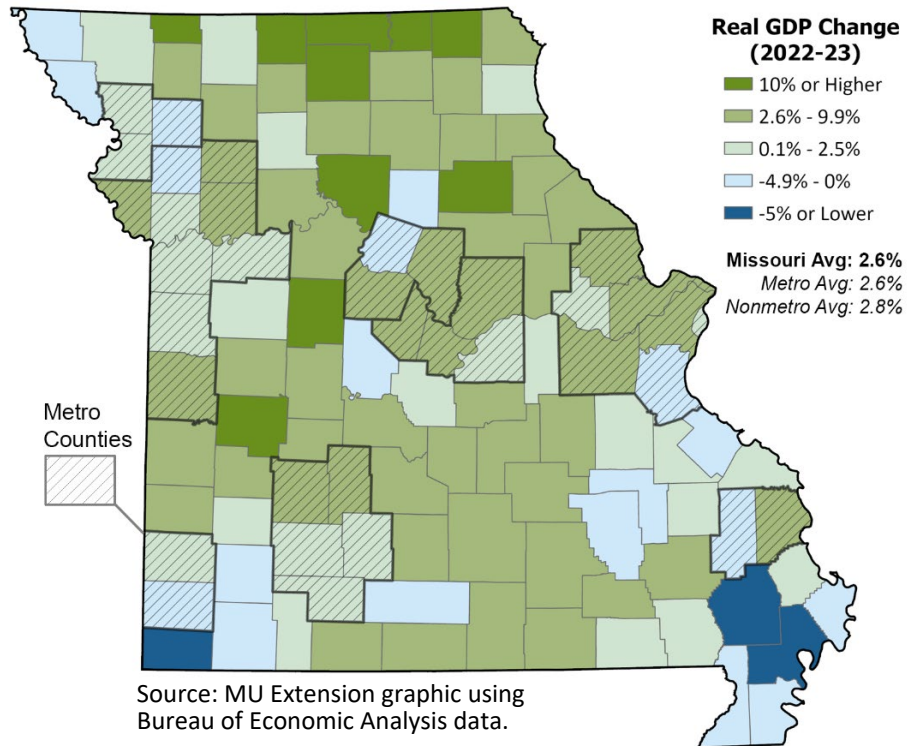 Real GDP Change
(2022-23)
10% or Higher
2.6% - 9.9%
0.1% - 2.5%
-4.9% - 0%
-5% or Lower
Missouri Avg: 2.6%
Metro Avg: 2.6%
Nonmetro Avg: 2.8%
Metro
Counties
Source: MU Extension graphic using
Bureau of Economic Analysis data.